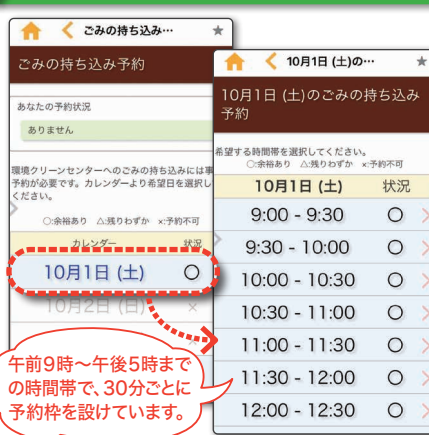 ごみの持ち込み…
ごみの持ち込み予約
あなたの予約状況
ありません
環境クリーンセンターへのごみの持ち込みには事
予約が必要です。カレンダーより希望日を選択し
ください。
○:余裕あり △:残りわずか ×:予約不可
カレンダー 状況
10月1日 (土) ○
10月2日 (日) ×
×
午前9時～午後5時まで
の時間帯で、30分ごとに
予約枠を設けています。
10月1日 (土)の…
10月1日 (土)のごみの持ち込み
予約
希望する時間帯を選択してください。
○:余裕あり △:残りわずか ×:予約不可
10月1日 (土) 状況
9:00 - 9:30 ○
9:30 - 10:00 ○
10:00 - 10:30 ○
10:30 - 11:00 ○
11:00 - 11:30 ○
11:30 - 12:00 ○
12:00 - 12:30 ○